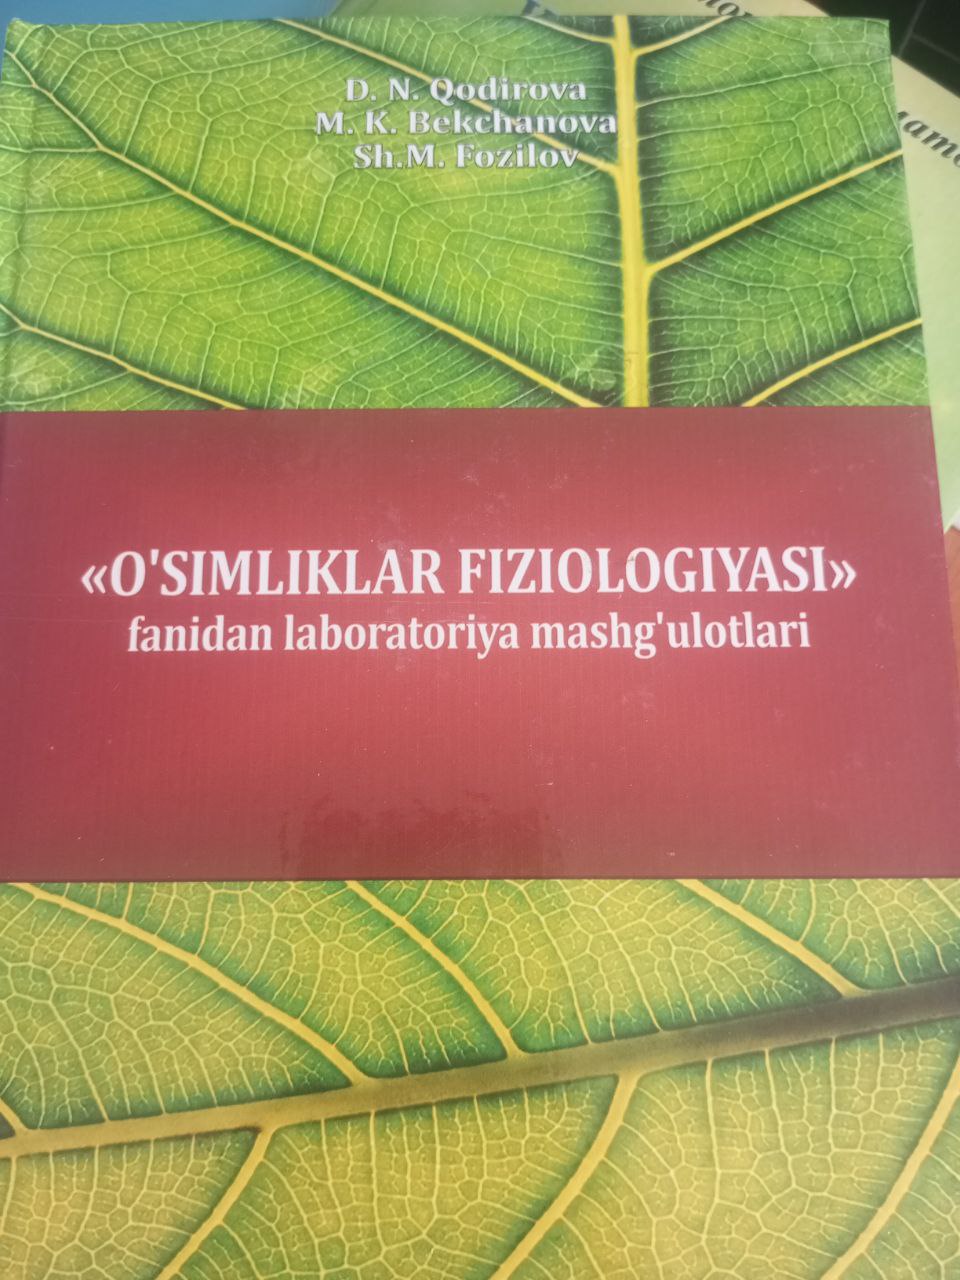 D. N. Qodirova
M. K. Bekchanova
Sh.M. Fozilov
«O'SIMLIKLAR FIZIOLOGIYASI»
fanidan laboratoriya mashg'ulotlari